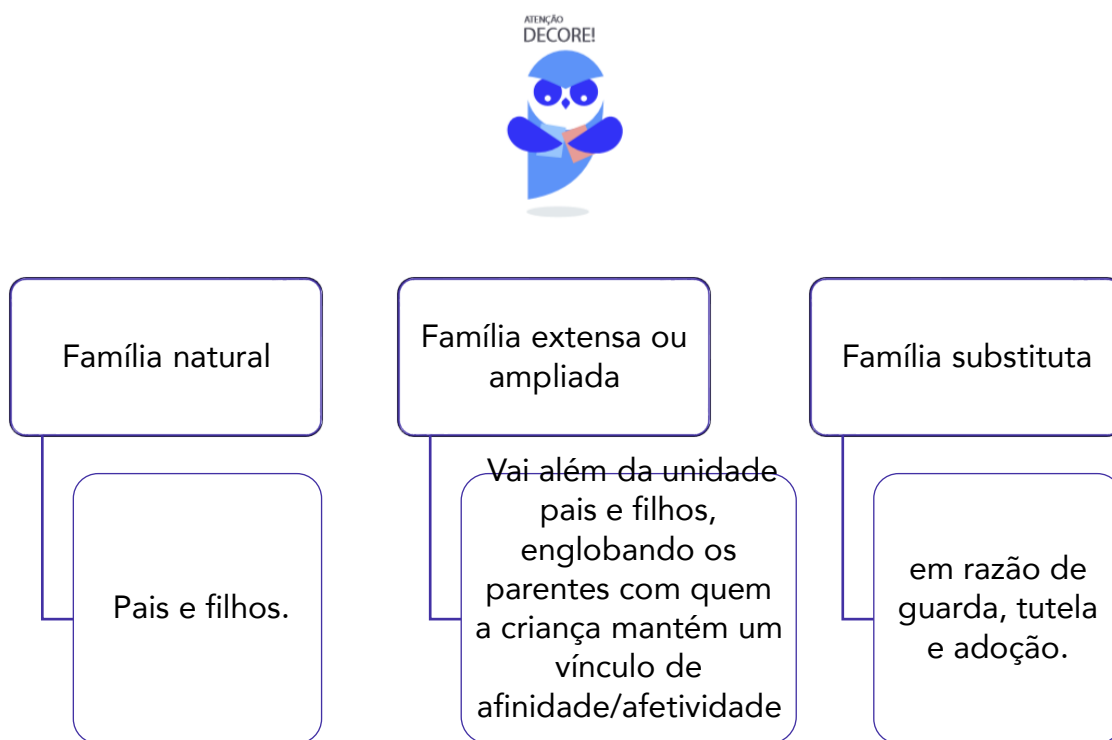 ATENÇÃO
DECORE!
Família natural
Pais e filhos.
Família extensa ou
ampliada
Vai além da unidade
pais e filhos,
englobando os
parentes com quem
a criança mantém um
vínculo de
afinidade/afetividade
Família substituta
em razão de
guarda, tutela
e adoção.